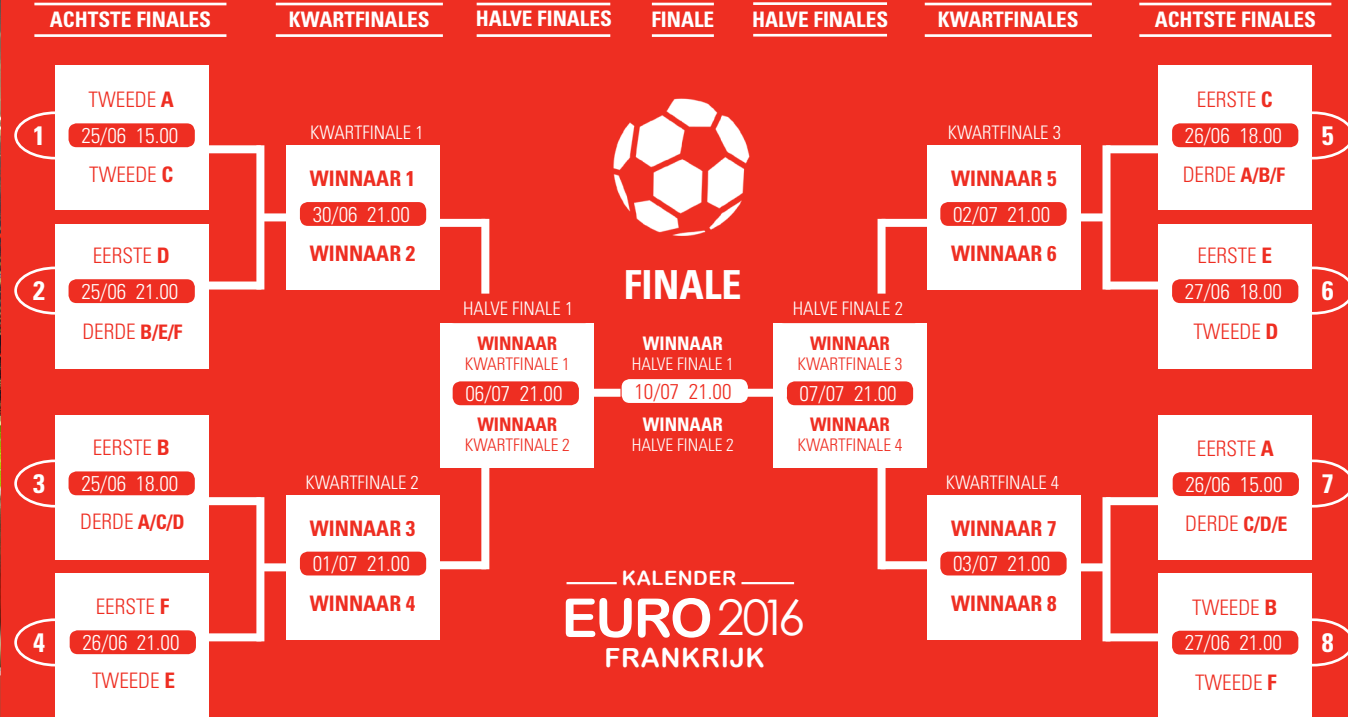 ACHTSTE FINALES
KWARTFINALES
HALVE FINALES
FINALE
HALVE FINALES
KWARTFINALES
ACHTSTE FINALES
1
TWEEDE A
25/06 15.00
TWEEDE C
2
EERSTE D
25/06 21.00
DERDE B/E/F
3
EERSTE B
25/06 18.00
DERDE A/C/D
4
EERSTE F
26/06 21.00
TWEEDE E
KWARTFINALE 1
WINNAAR 1
30/06 21.00
WINNAAR 2
KWARTFINALE 2
WINNAAR 3
01/07 21.00
WINNAAR 4
HALVE FINALE 1
WINNAAR
KWARTFINALE 1
06/07 21.00
WINNAAR
KWARTFINALE 2
FINALE
WINNAAR
HALVE FINALE 1
10/07 21.00
WINNAAR
HALVE FINALE 2
HALVE FINALE 2
WINNAAR
KWARTFINALE 3
07/07 21.00
WINNAAR
KWARTFINALE 4
KWARTFINALE 3
WINNAAR 5
02/07 21.00
WINNAAR 6
KWARTFINALE 4
WINNAAR 7
03/07 21.00
WINNAAR 8
EERSTE C
26/06 18.00
DERDE A/B/F
5
EERSTE E
27/06 18.00
TWEEDE D
6
EERSTE A
26/06 15.00
DERDE C/D/E
7
TWEEDE B
27/06 21.00
TWEEDE F
8
KALENDER
EURO 2016
FRANKRIJK